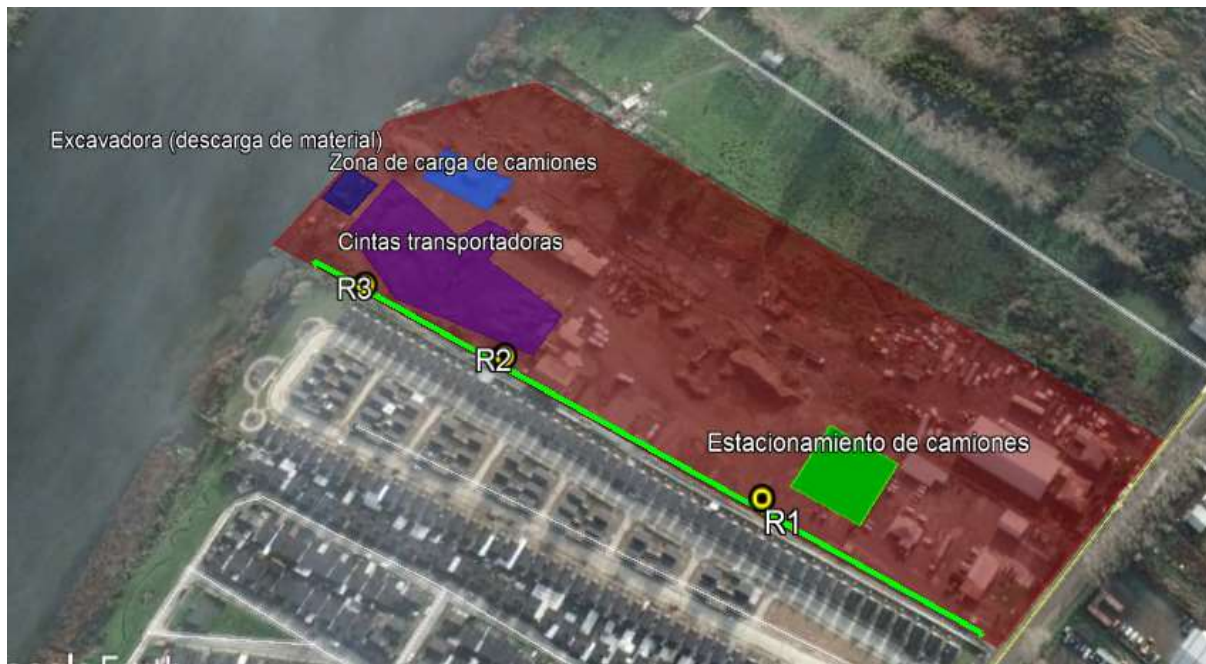 Excavadora (descarga de material)
Zona de carga de camiones
Cintas transportadoras
R3
R2
Estacionamiento de camiones
R1